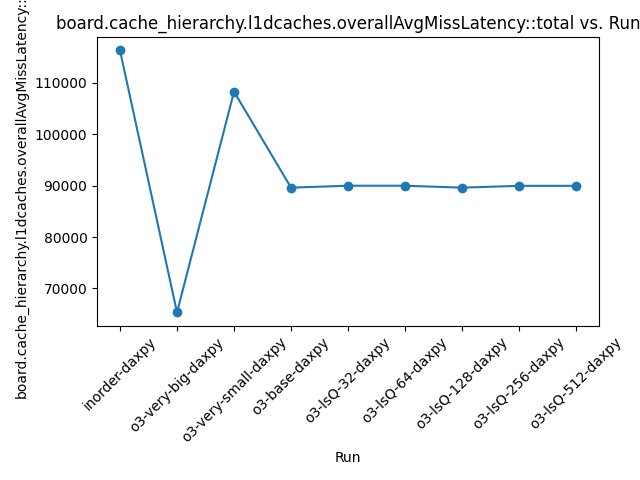 board.cache_hierarchy.l1dcaches.overallAvgMissLatency::total vs. Run
board.cache_hierarchy.l1dcaches.overallAvgMissLatency::
110000
100000
90000
80000
70000
inorder-daxpy
o3-very-big-daxpy
o3-very-small-daxpy
o3-base-daxpy
o3-lsQ-32-daxpy
o3-lsQ-64-daxpy
o3-lsQ-128-daxpy
o3-lsQ-256-daxpy
o3-lsQ-512-daxpy
Run